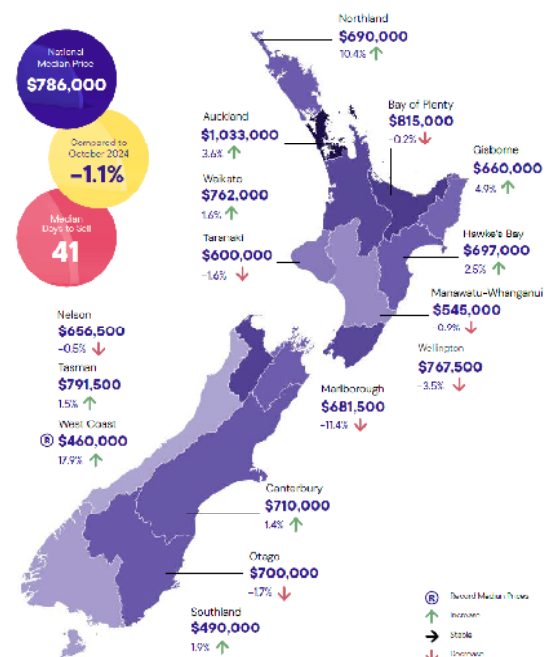 National
Median Price
$786,000
Compared to
October 2024
-1.1%
Median
Days to Sell
41
Northland
$690,000
10.4%
Auckland
$1,033,000
3.6%
Bay of Plenty
$815,000
-0.2%
Gisborne
$660,000
4.9%
Waikato
$762,000
1.6%
Hawke's Bay
$697,000
2.5%
Taranaki
$600,000
-1.6%
Manawatu-Whanganui
$545,000
-0.9%
Wellington
$767,500
-3.5%
Nelson
$656,500
-0.5%
Tasman
$791,500
1.5%
Marlborough
$681,500
-11.4%
West Coast
® $460,000
17.9%
Canterbury
$710,000
1.4%
Otago
$700,000
-1.7%
Southland
$490,000
1.9%
® Record Median Prices
Increase
Stable
Decrease